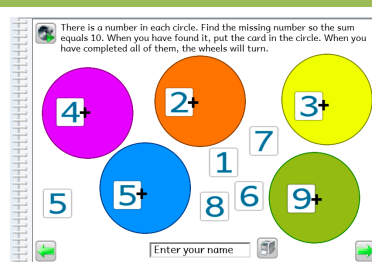 There is a number in each circle. Find the missing number so the sum
equals 10. When you have found it, put the card in the circle. When you
have completed all of them, the wheels will turn.
4+
2+
3+
7
1
5
5+
8
6
9+
Enter your name